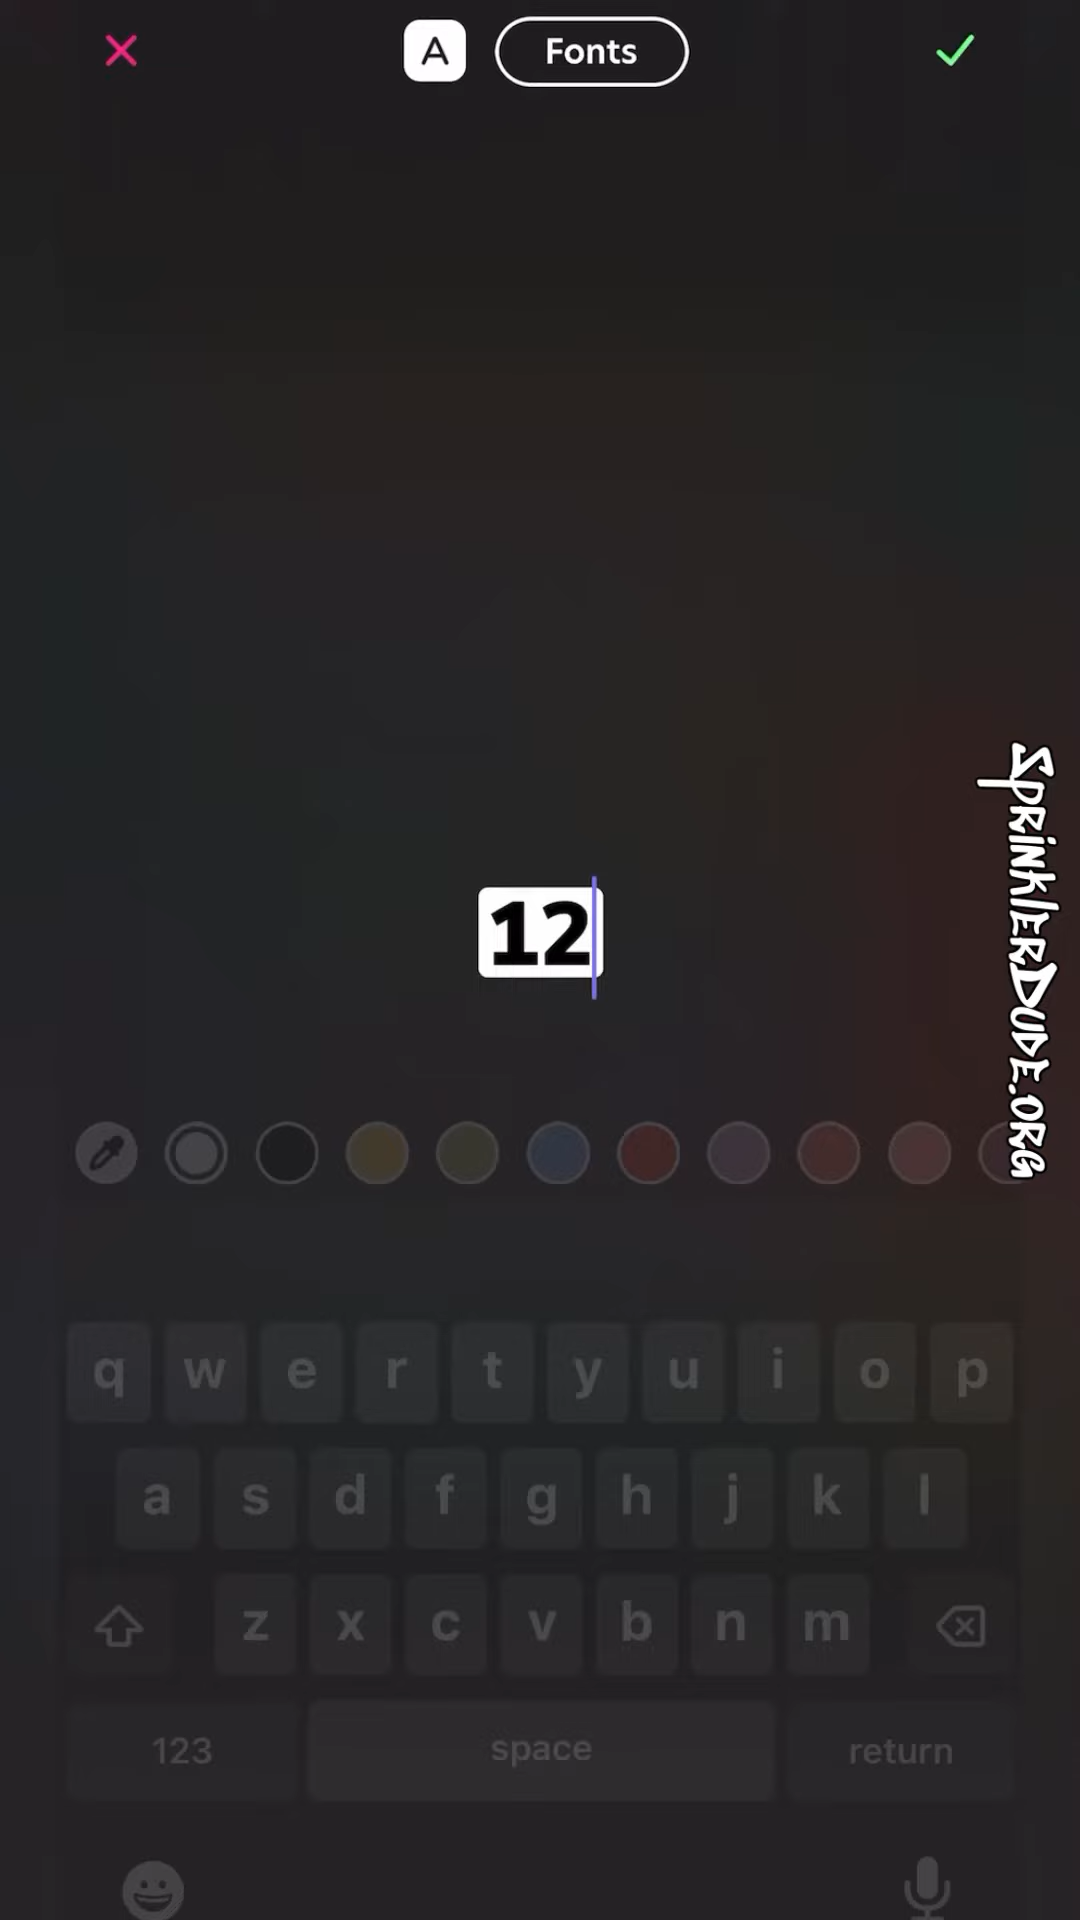 A Fonts
12
SprinklerDude.org
q w e r t y u i o p
a s d f g h j k l
z x c v b n m
123 space return